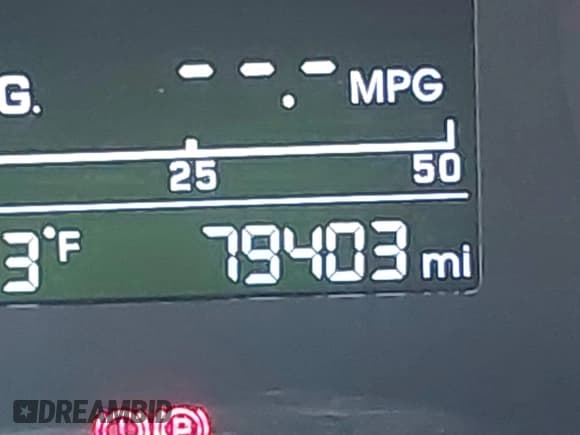 G. --.- MPG
25 50
3°F 79403 mi
DREAMBID
P